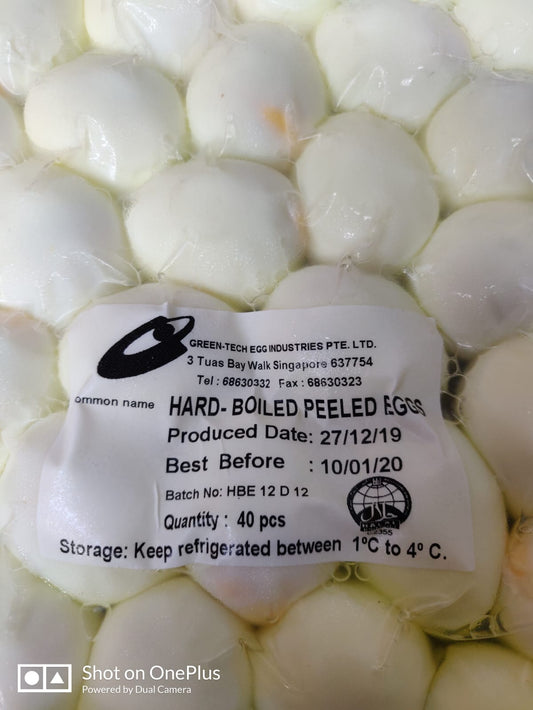 GREEN-TECH EGG INDUSTRIES PTE. LTD.
3 Tuas Bay Walk Singapore 637754
Tel : 68630332 Fax : 68630323
ommon name HARD- BOILED PEELED EGGS
Produced Date: 27/12/19
Best Before : 10/01/20
Batch No: HBE 12 D 12
Quantity : 40 pcs
Storage: Keep refrigerated between 1ºC to 4º C.
Shot on OnePlus
Powered by Dual Camera